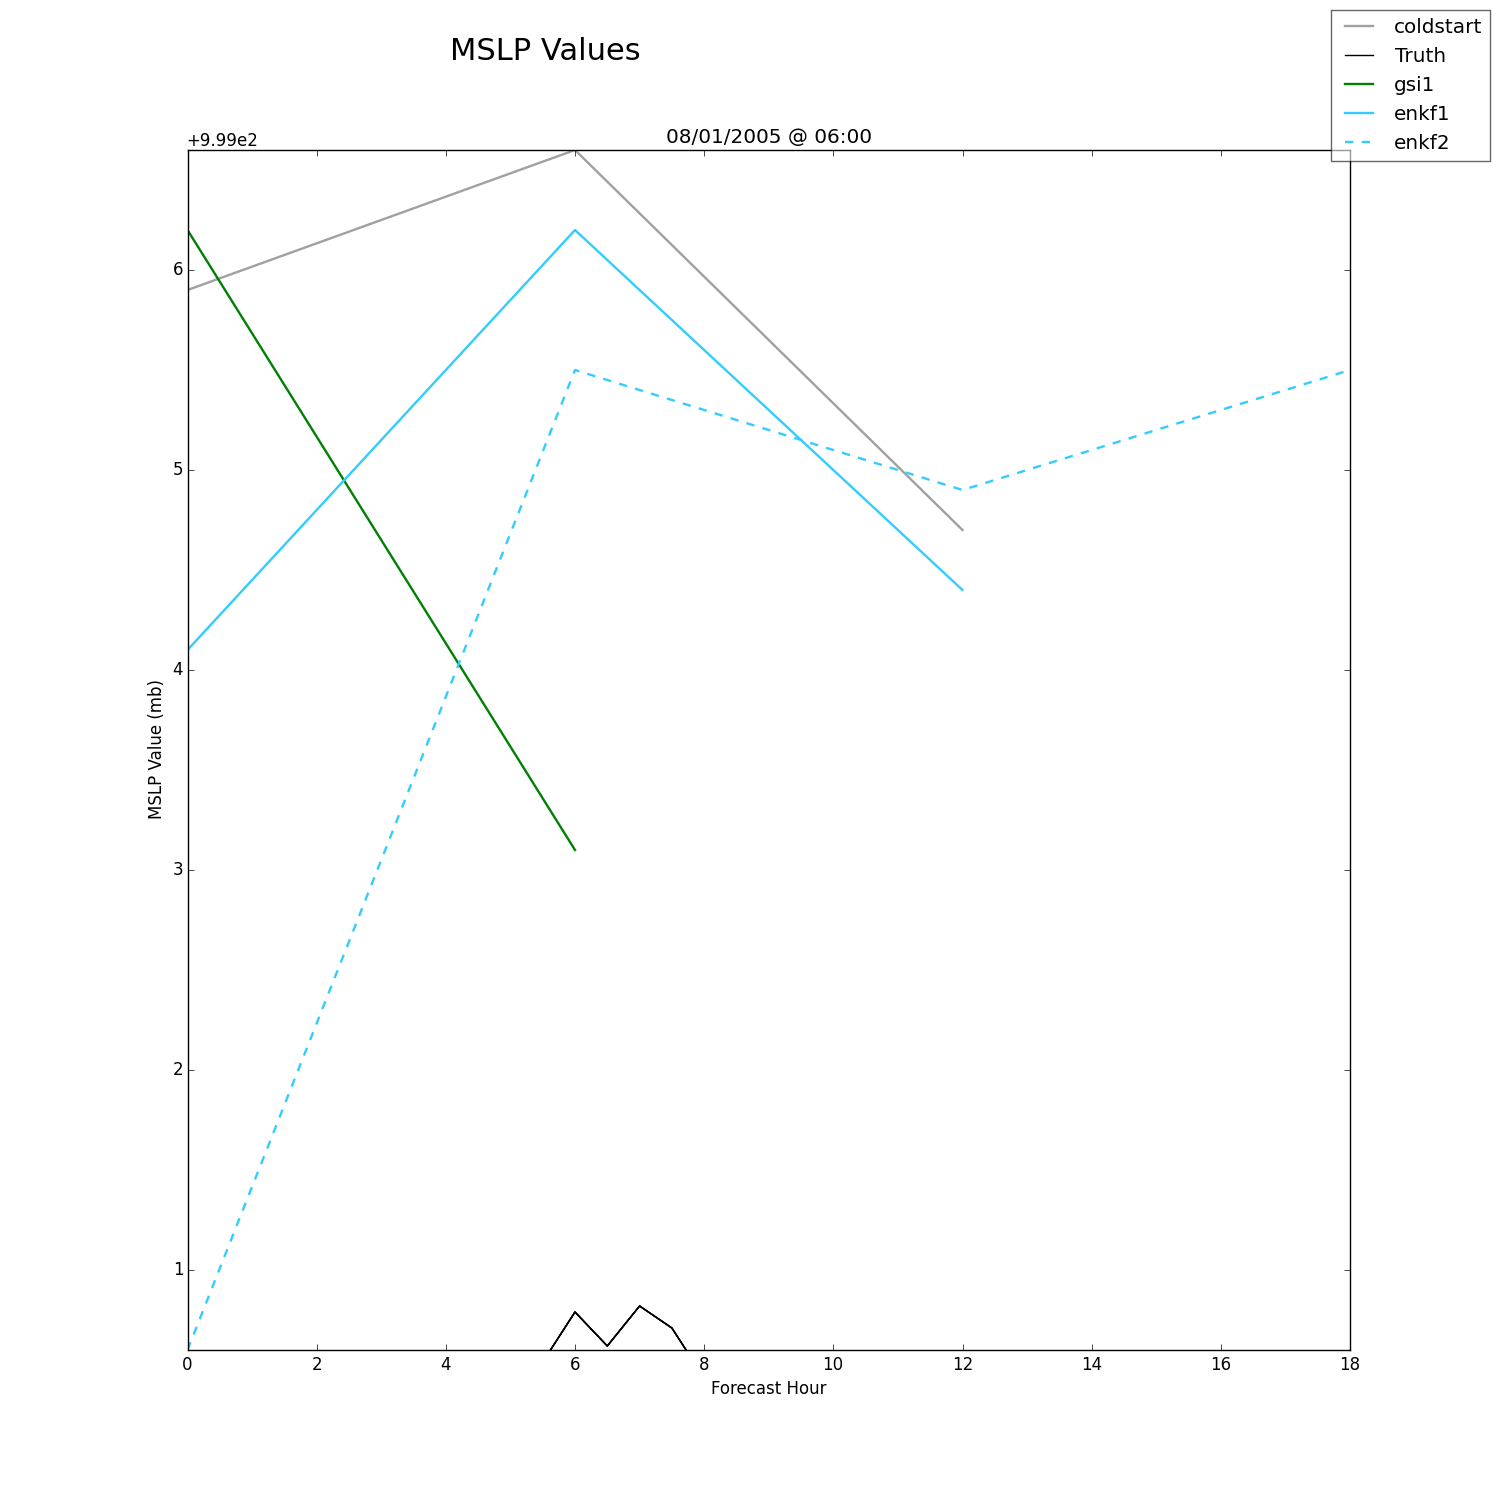 MSLP Values
coldstart
Truth
gsi1
enkf1
enkf2
+9.99e2
08/01/2005 @ 06:00
6
5
4
3
2
1
MSLP Value (mb)
0 2 4 6 8 10 12 14 16 18
Forecast Hour